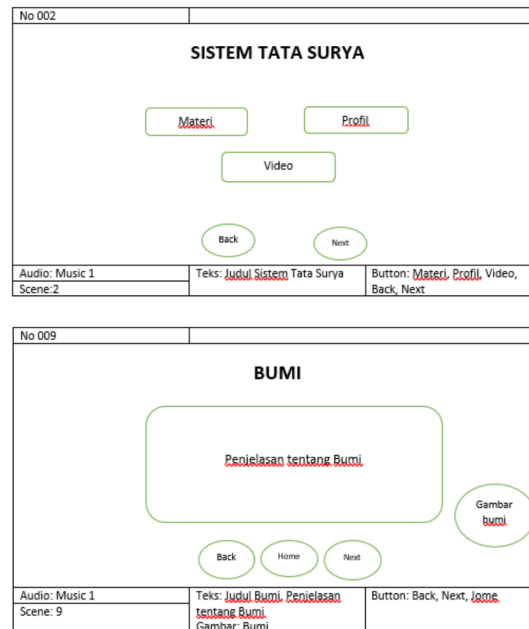 No 002
SISTEM TATA SURYA
Materi
Profil
Video
Back
Next
Audio: Music 1
Teks: Judul Sistem Tata Surya
Button: Materi, Profil, Video,
Back, Next
Scene:2
No 009
BUMI
Penjelasan tentang Bumi
Gambar
bumi
Back
Home
Next
Audio: Music 1
Teks: Judul Bumi, Penjelasan
tentang Bumi
Gambar: Bumi
Button: Back, Next, Jome
Scene: 9